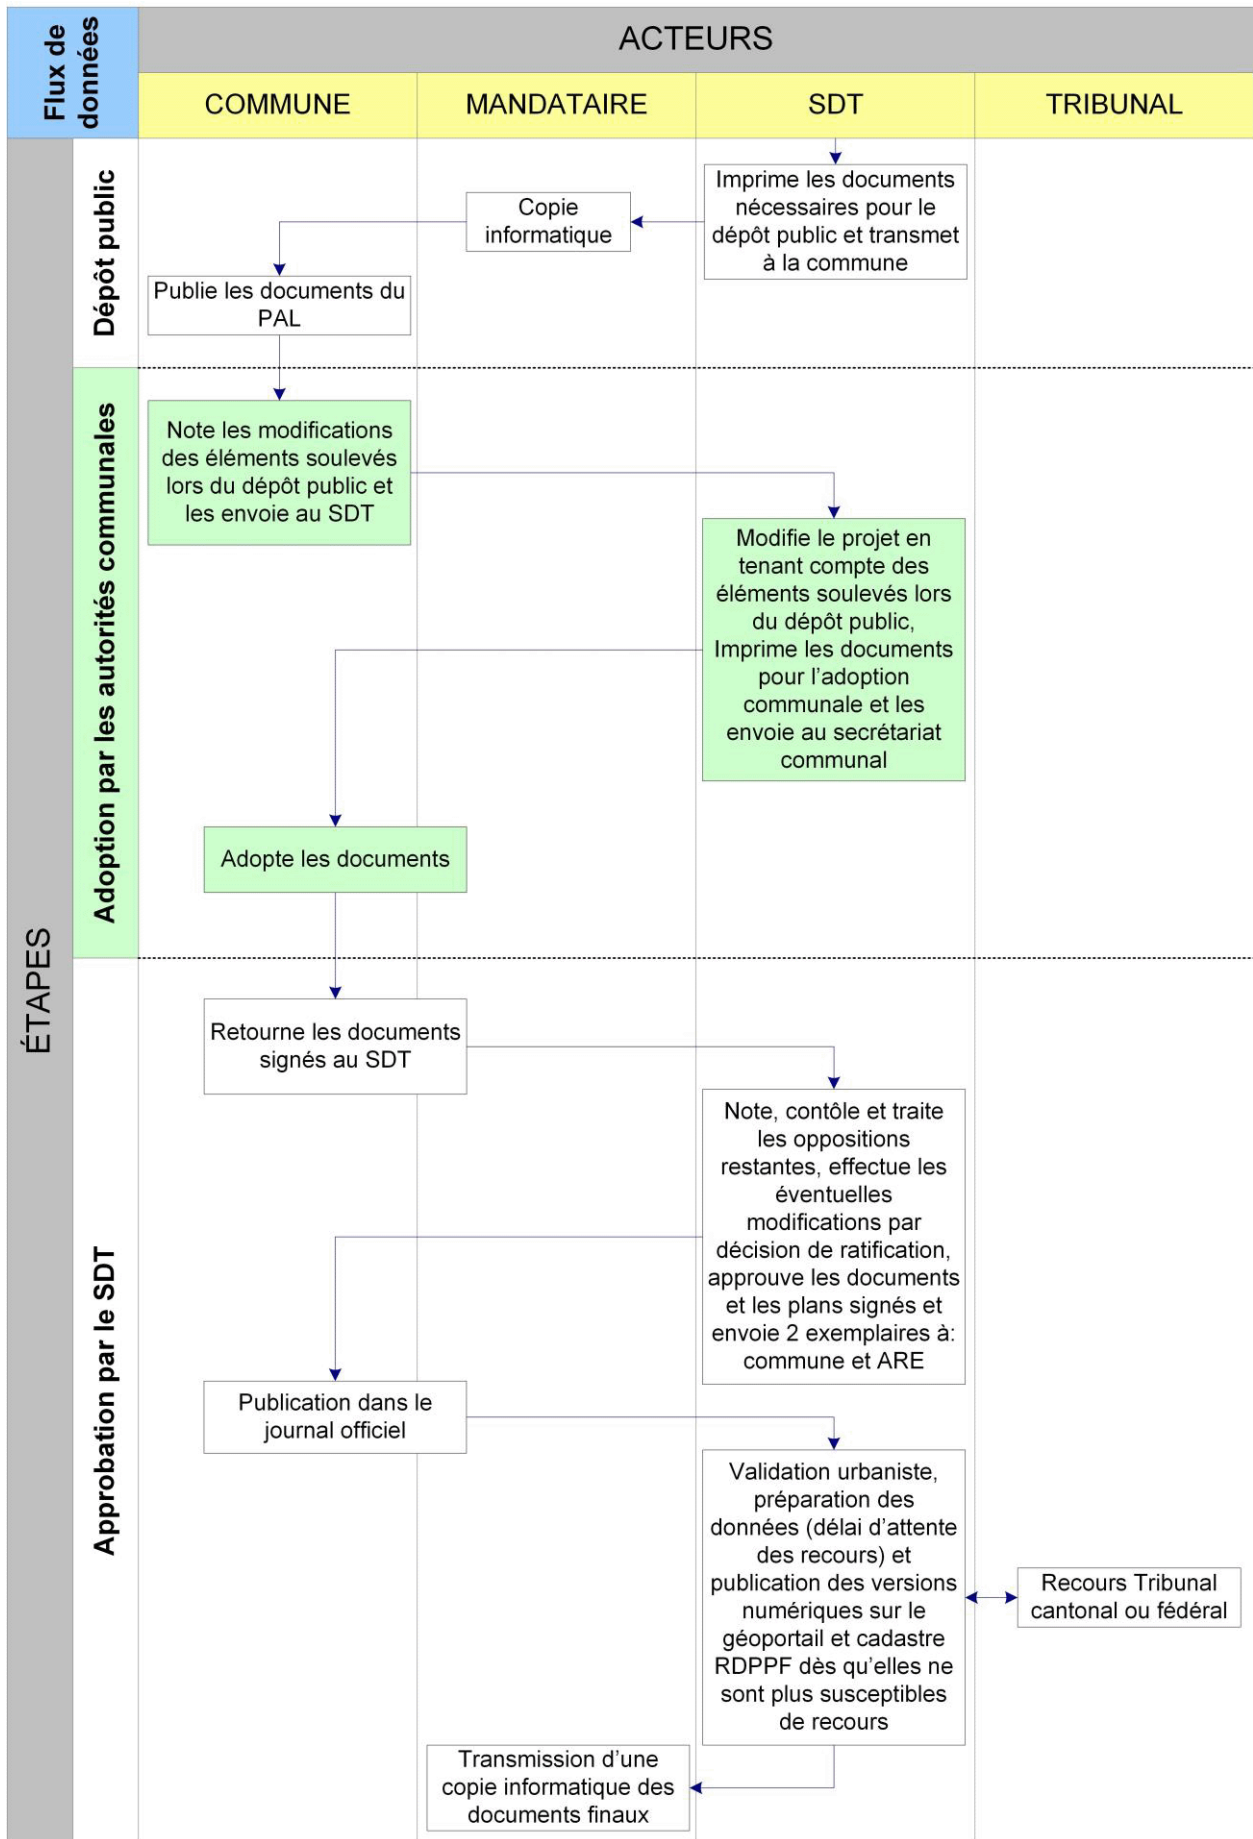 Flux de
données
ACTEURS
COMMUNE
MANDATAIRE
SDT
TRIBUNAL
ÉTAPES
Dépôt public
Imprime les documents
nécessaires pour le
dépôt public et transmet
à la commune
Copie
informatique
Publie les documents du
PAL
Adoption par les autorités communales
Note les modifications
des éléments soulevés
lors du dépôt public et
les envoie au SDT
Modifie le projet en
tenant compte des
éléments soulevés lors
du dépôt public,
Imprime les documents
pour l’adoption
communale et les
envoie au secrétariat
communal
Adopte les documents
Approbation par le SDT
Retourne les documents
signés au SDT
Note, contrôle et traite
les oppositions
restantes, effectue les
éventuelles
modifications par
décision de ratification,
approuve les documents
et les plans signés et
envoie 2 exemplaires à:
commune et ARE
Publication dans le
journal officiel
Validation urbaniste,
préparation des
données (délai d’attente
des recours) et
publication des versions
numériques sur le
géoportail et cadastre
RDPPF dès qu’elles ne
sont plus susceptibles
de recours
Recours Tribunal
cantonal ou fédéral
Transmission d’une
copie informatique des
documents finaux